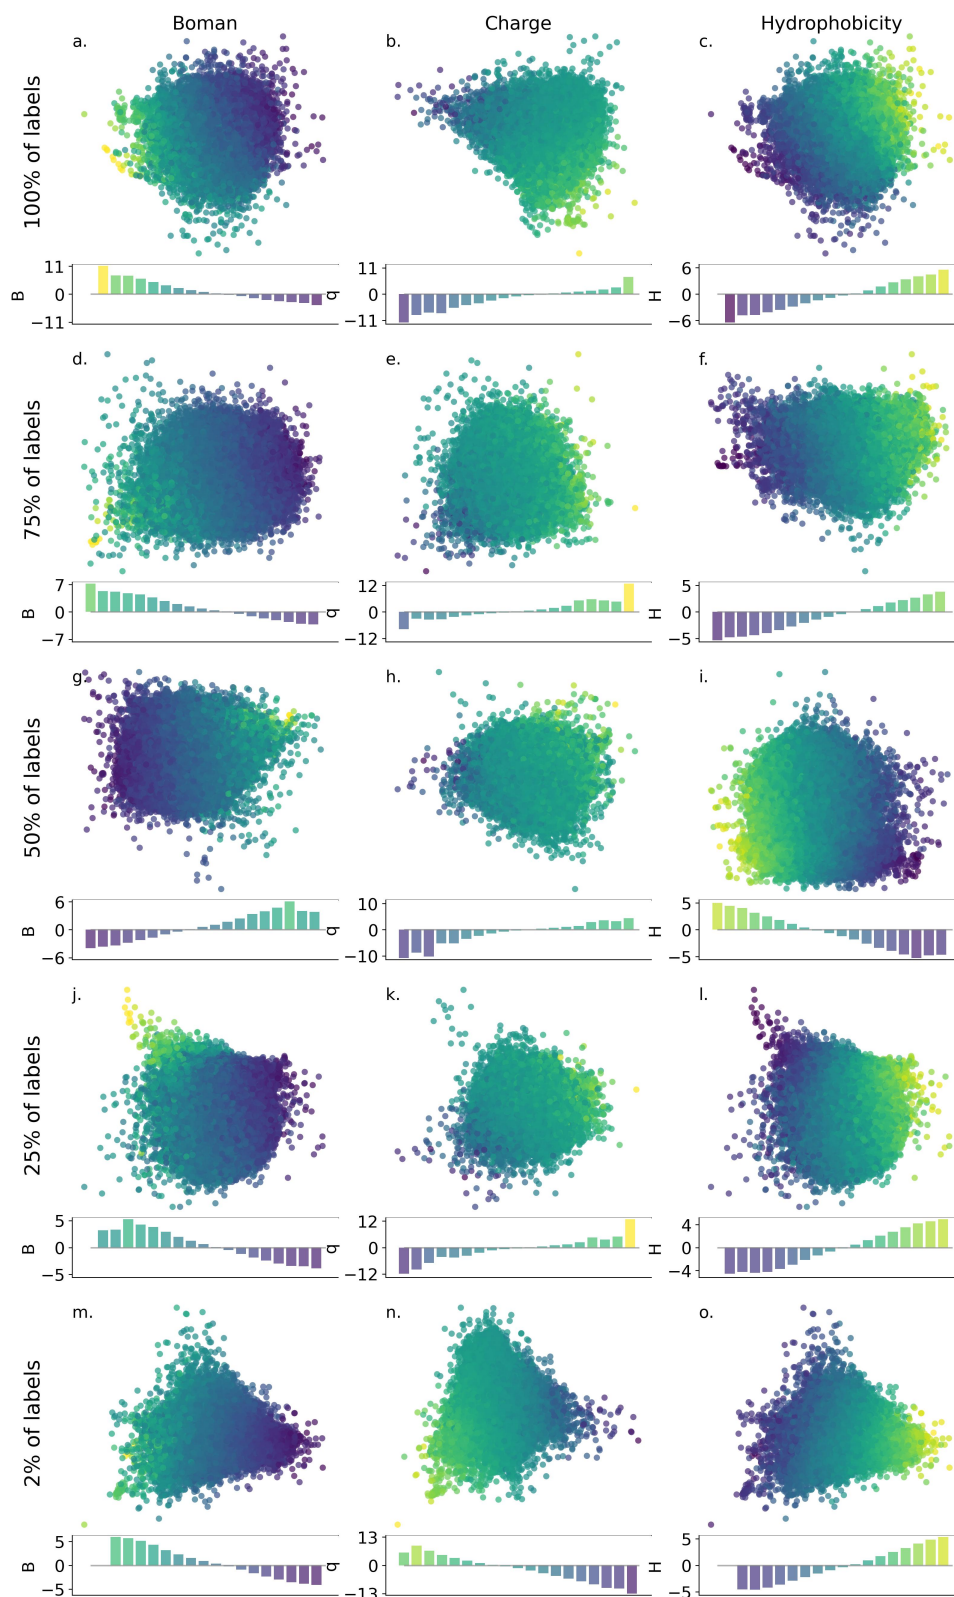 Boman Charge Hydrophobicity
100% of labels
a. b. c.
B 11 0 −11
q 11 0 −11
H 6 0 −6
75% of labels
d. e. f.
B 7 0 −7
q 12 0 −12
H 5 0 −5
50% of labels
g. h. i.
B 6 0 −6
q 10 0 −10
H 5 0 −5
25% of labels
j. k. l.
B 5 0 −5
q 12 0 −12
H 4 0 −4
2% of labels
m. n. o.
B 5 0 −5
q 13 0 −13
H 5 0 −5